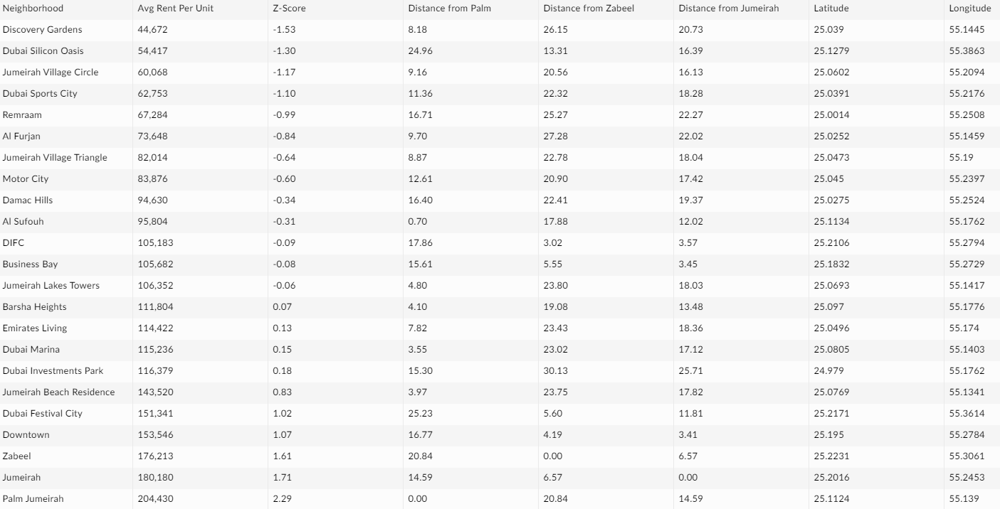 Neighborhood Avg Rent Per Unit Z-Score Distance from Palm Distance from Zabeel Distance from Jumeirah Latitude Longitude
Discovery Gardens 44,672 -1.53 8.18 26.15 20.73 25.039 55.1445
Dubai Silicon Oasis 54,417 -1.30 24.96 13.31 16.39 25.1279 55.3863
Jumeirah Village Circle 60,068 -1.17 9.16 20.56 16.13 25.0602 55.2094
Dubai Sports City 62,753 -1.10 11.36 22.32 18.28 25.0391 55.2176
Remraam 67,284 -0.99 16.71 25.27 22.27 25.0014 55.2508
Al Furjan 73,648 -0.84 9.70 27.28 22.02 25.0252 55.1459
Jumeirah Village Triangle 82,014 -0.64 8.87 22.78 18.04 25.0473 55.19
Motor City 83,876 -0.60 12.61 20.90 17.42 25.045 55.2397
Damac Hills 94,630 -0.34 16.40 22.41 19.37 25.0275 55.2524
Al Sufouh 95,804 -0.31 0.70 17.88 12.02 25.1134 55.1762
DIFC 105,183 -0.09 17.86 3.02 3.57 25.2106 55.2794
Business Bay 105,682 -0.08 15.61 5.55 3.45 25.1832 55.2729
Jumeirah Lakes Towers 106,352 -0.06 4.80 23.80 18.03 25.0693 55.1417
Barsha Heights 111,804 0.07 4.10 19.08 13.48 25.097 55.1776
Emirates Living 114,422 0.13 7.82 23.43 18.36 25.0496 55.174
Dubai Marina 115,236 0.15 3.55 23.02 17.12 25.0805 55.1403
Dubai Investments Park 116,379 0.18 15.30 30.13 25.71 24.979 55.1762
Jumeirah Beach Residence 143,520 0.83 3.97 23.75 17.82 25.0769 55.1341
Dubai Festival City 151,341 1.02 25.23 5.60 11.81 25.2171 55.3614
Downtown 153,546 1.07 16.77 4.19 3.41 25.195 55.2784
Zabeel 176,213 1.61 20.84 0.00 6.57 25.2231 55.3061
Jumeirah 180,180 1.71 14.59 6.57 0.00 25.2016 55.2453
Palm Jumeirah 204,430 2.29 0.00 20.84 14.59 25.1124 55.139